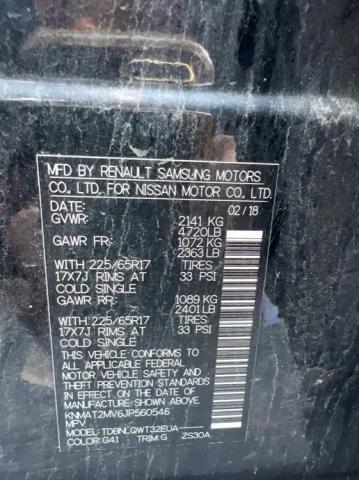 MFD BY RENAULT SAMSUNG MOTORS
CO., LTD. FOR NISSAN MOTOR CO., LTD.
DATE: 02/18
GVWR: 2141 KG
4720LB
GAWR FR: 1072 KG
2363 LB
WITH 225/65R17 TIRES
17X7J RIMS AT 33 PSI
COLD SINGLE
GAWR RR: 1089 KG
2401 LB
WITH 225/65R17 TIRES
17X7J RIMS AT 33 PSI
COLD SINGLE
THIS VEHICLE CONFORMS TO ALL
APPLICABLE U.S. FEDERAL MOTOR
VEHICLE SAFETY STANDARDS
IN EFFECT ON THE DATE OF
MANUFACTURE SHOWN ABOVE.
KNMAT2MV6JP560546
MPV
MODEL: TDBNLQWT32EUA-----
COLOR:G41 TRIM:G ZS30A